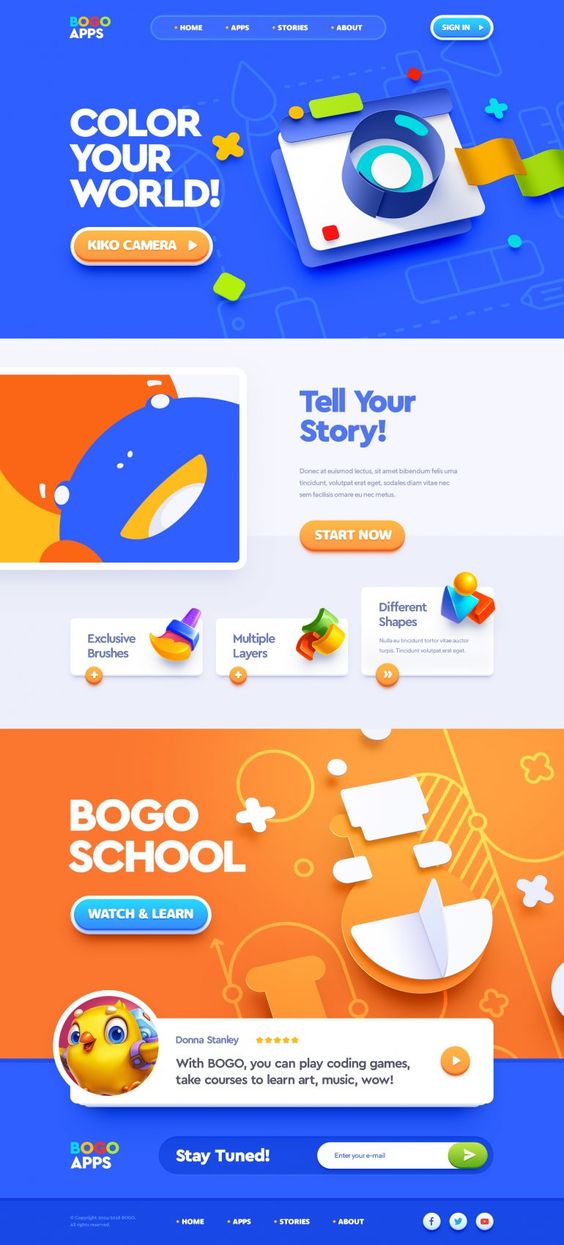 BOGO
APPS
HOME
APPS
STORIES
ABOUT
SIGN IN
COLOR
YOUR
WORLD!
KIKO CAMERA
Tell Your
Story!
Donec at euismod lectus, sit amet bibendum felis urna
tincidunt, volutpat erat eget, sodales diam vitae nec
sem facilisis ornare eu nec metus.
START NOW
Exclusive
Brushes
Multiple
Layers
Different
Shapes
Nulla eu tincidunt tortor vitae auctor
turpis. Tincidunt volutpat erat eget.
BOGO
SCHOOL
WATCH & LEARN
Donna Stanley
With BOGO, you can play coding games,
take courses to learn art, music, wow!
BOGO
APPS
Stay Tuned!
Enter your e-mail
© Copyright 2014-2018 BOGO.
All rights reserved.
HOME
APPS
STORIES
ABOUT